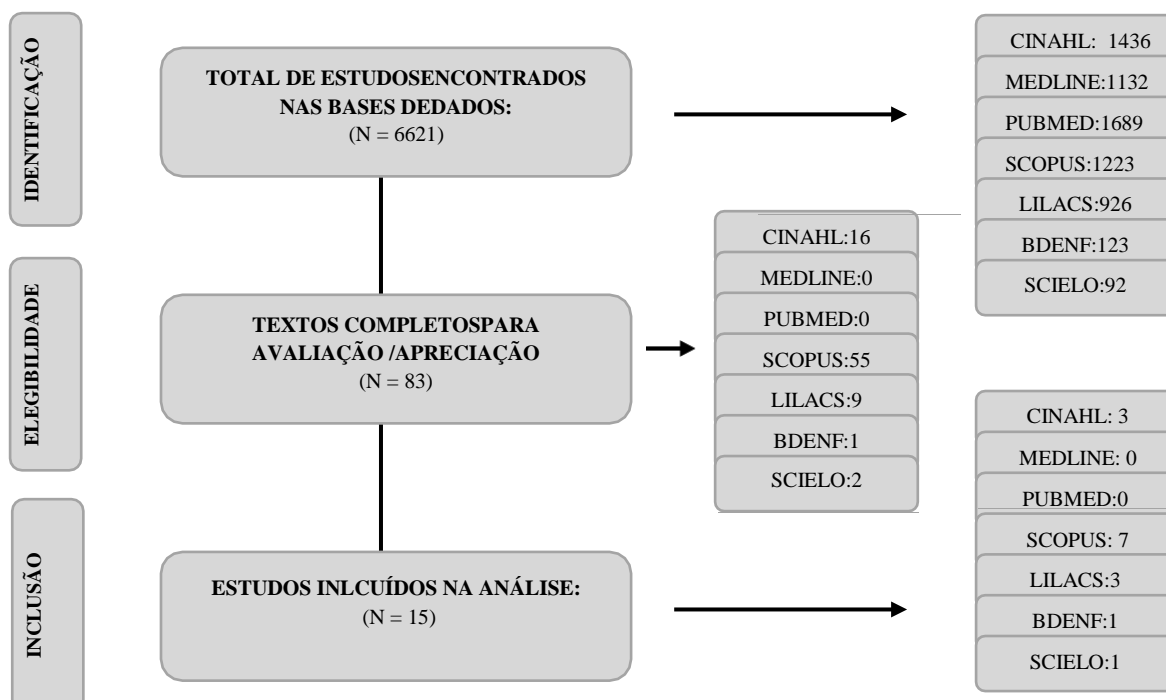 IDENTIFICAÇÃO
TOTAL DE ESTUDOSENCONTRADOS
NAS BASES DEDADOS:
(N = 6621)
CINAHL: 1436
MEDLINE:1132
PUBMED:1689
SCOPUS:1223
LILACS:926
BDENF:123
SCIELO:92
ELEGIBILIDADE
TEXTOS COMPLETOSPARA
AVALIAÇÃO /APRECIAÇÃO
(N = 83)
CINAHL:16
MEDLINE:0
PUBMED:0
SCOPUS:55
LILACS:9
BDENF:1
SCIELO:2
INCLUSÃO
ESTUDOS INLCUÍDOS NA ANÁLISE:
(N = 15)
CINAHL: 3
MEDLINE: 0
PUBMED:0
SCOPUS: 7
LILACS:3
BDENF:1
SCIELO:1